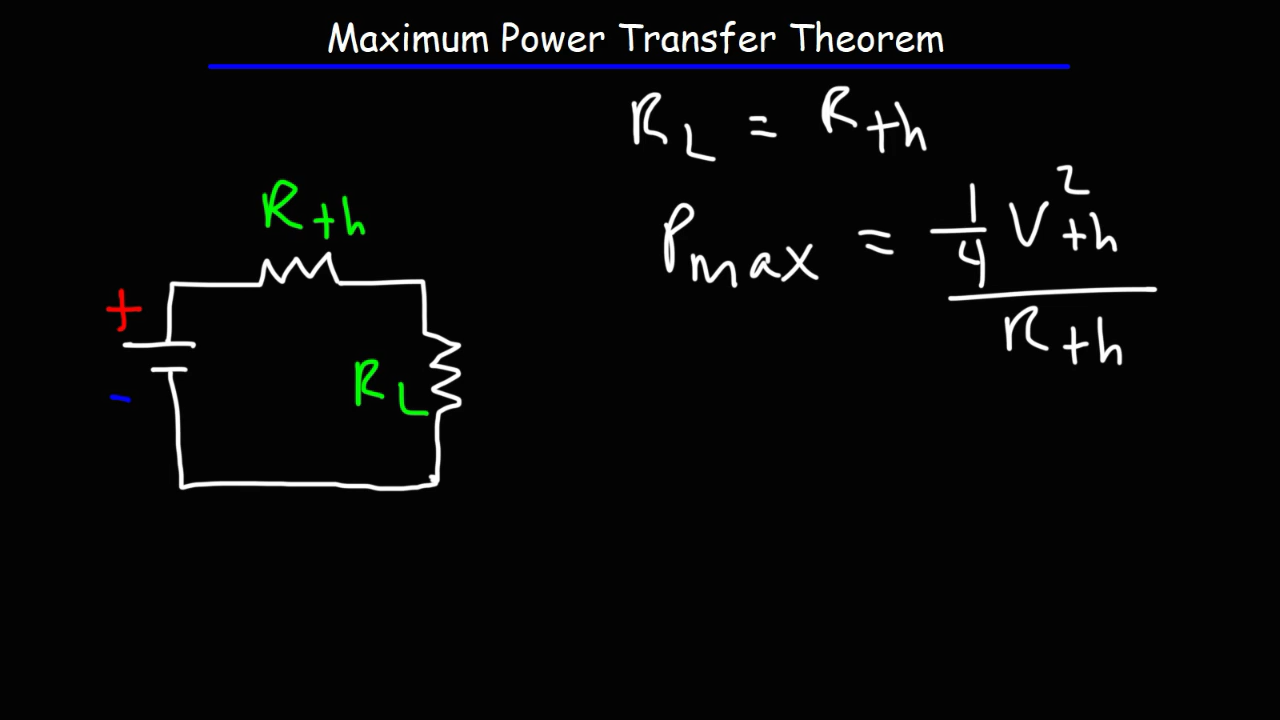 Maximum Power Transfer Theorem
R_L = R_th
P_max = (1/4 V_th^2) / R_th
R_th
+
R_L
-